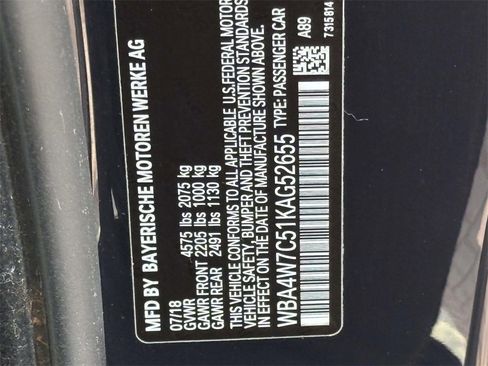 MFD BY BAYERISCHE MOTOREN WERKE AG
07/18
GVWR 4575 lbs 2075 kg
GAWR FRONT 2205 lbs 1000 kg
GAWR REAR 2491 lbs 1130 kg
THIS VEHICLE CONFORMS TO ALL APPLICABLE U.S. FEDERAL MOTOR
VEHICLE SAFETY, BUMPER AND THEFT PREVENTION STANDARDS
IN EFFECT ON THE DATE OF MANUFACTURE SHOWN ABOVE.
WBA4W7C51KAG52655 TYPE: PASSENGER CAR
A89
7315814